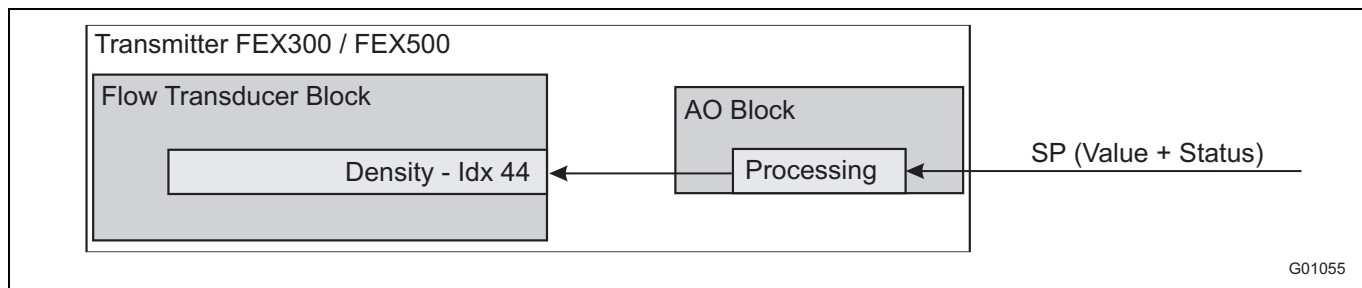 Transmitter FEX300 / FEX500
Flow Transducer Block
AO Block
SP (Value + Status)
Density - Idx 44
Processing
G01055